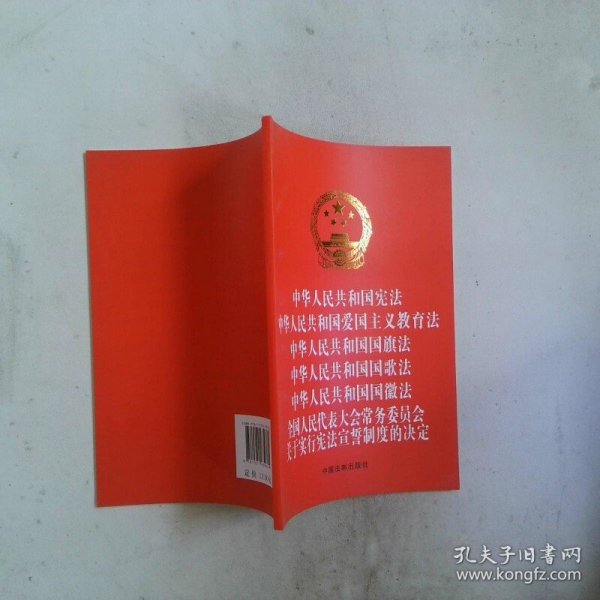 中华人民共和国宪法
中华人民共和国爱国主义教育法
中华人民共和国国旗法
中华人民共和国国歌法
中华人民共和国国徽法
全国人民代表大会常务委员会
关于实行宪法宣誓制度的决定
中国法制出版社
定价
孔夫子旧书网
www.kongfz.com